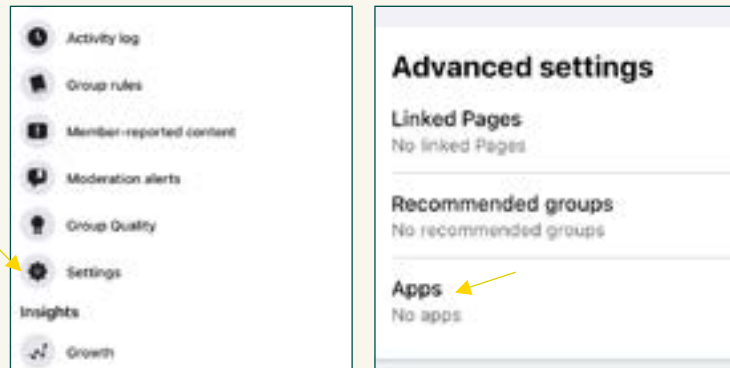 Activity log
Group rules
Member-reported content
Moderation alerts
Group Quality
Settings
Insights
Growth
Advanced settings
Linked Pages
No linked Pages
Recommended groups
No recommended groups
Apps
No apps